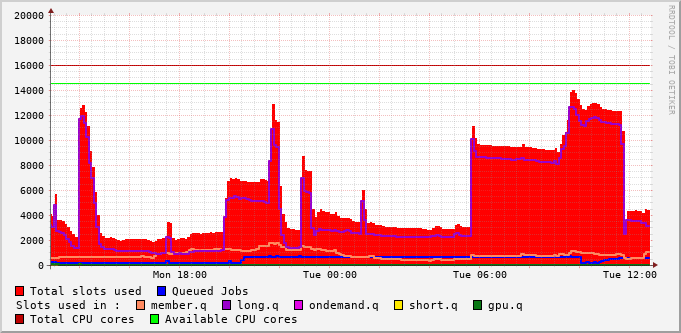 20000
18000
16000
14000
12000
10000
8000
6000
4000
2000
0
Mon 18:00 Tue 00:00 Tue 06:00 Tue 12:00
RRDTOOL / TOBI OETIKER
Total slots used Queued Jobs
Slots used in : member.q long.q ondemand.q short.q gpu.q
Total CPU cores Available CPU cores